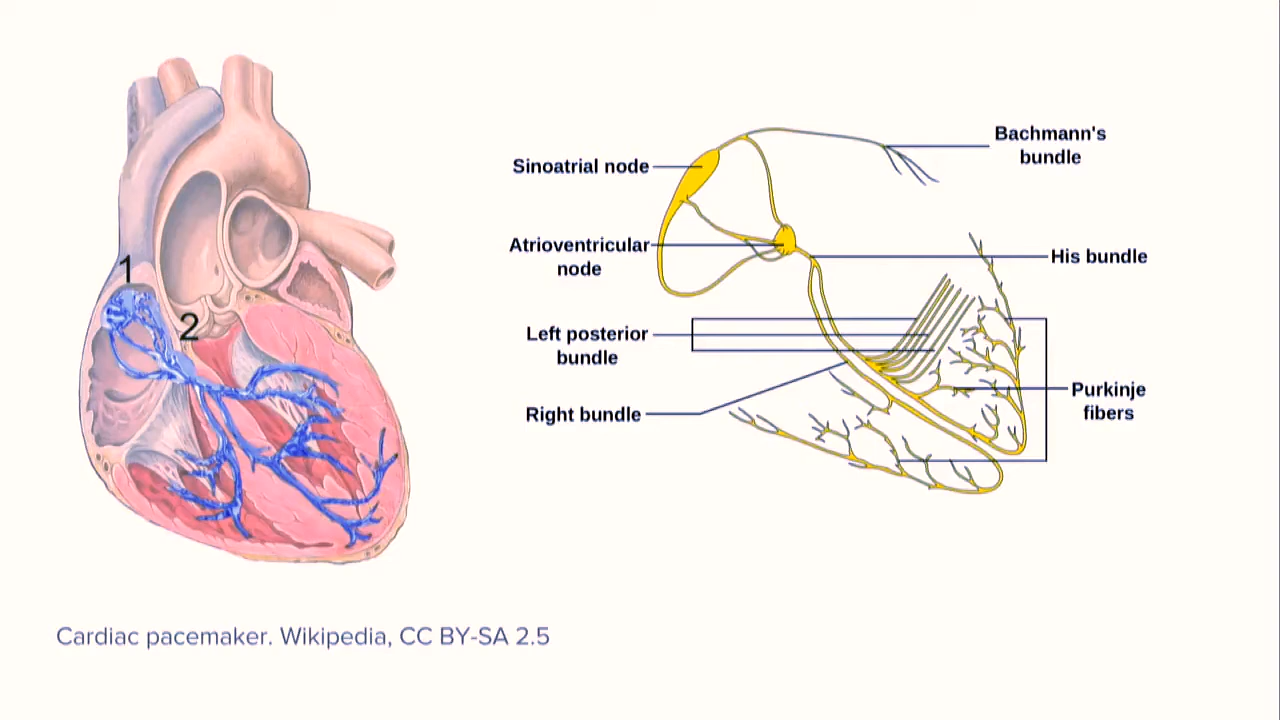 1
2
Sinoatrial node
Atrioventricular
node
Left posterior
bundle
Right bundle
Bachmann's
bundle
His bundle
Purkinje
fibers
Cardiac pacemaker. Wikipedia, CC BY-SA 2.5